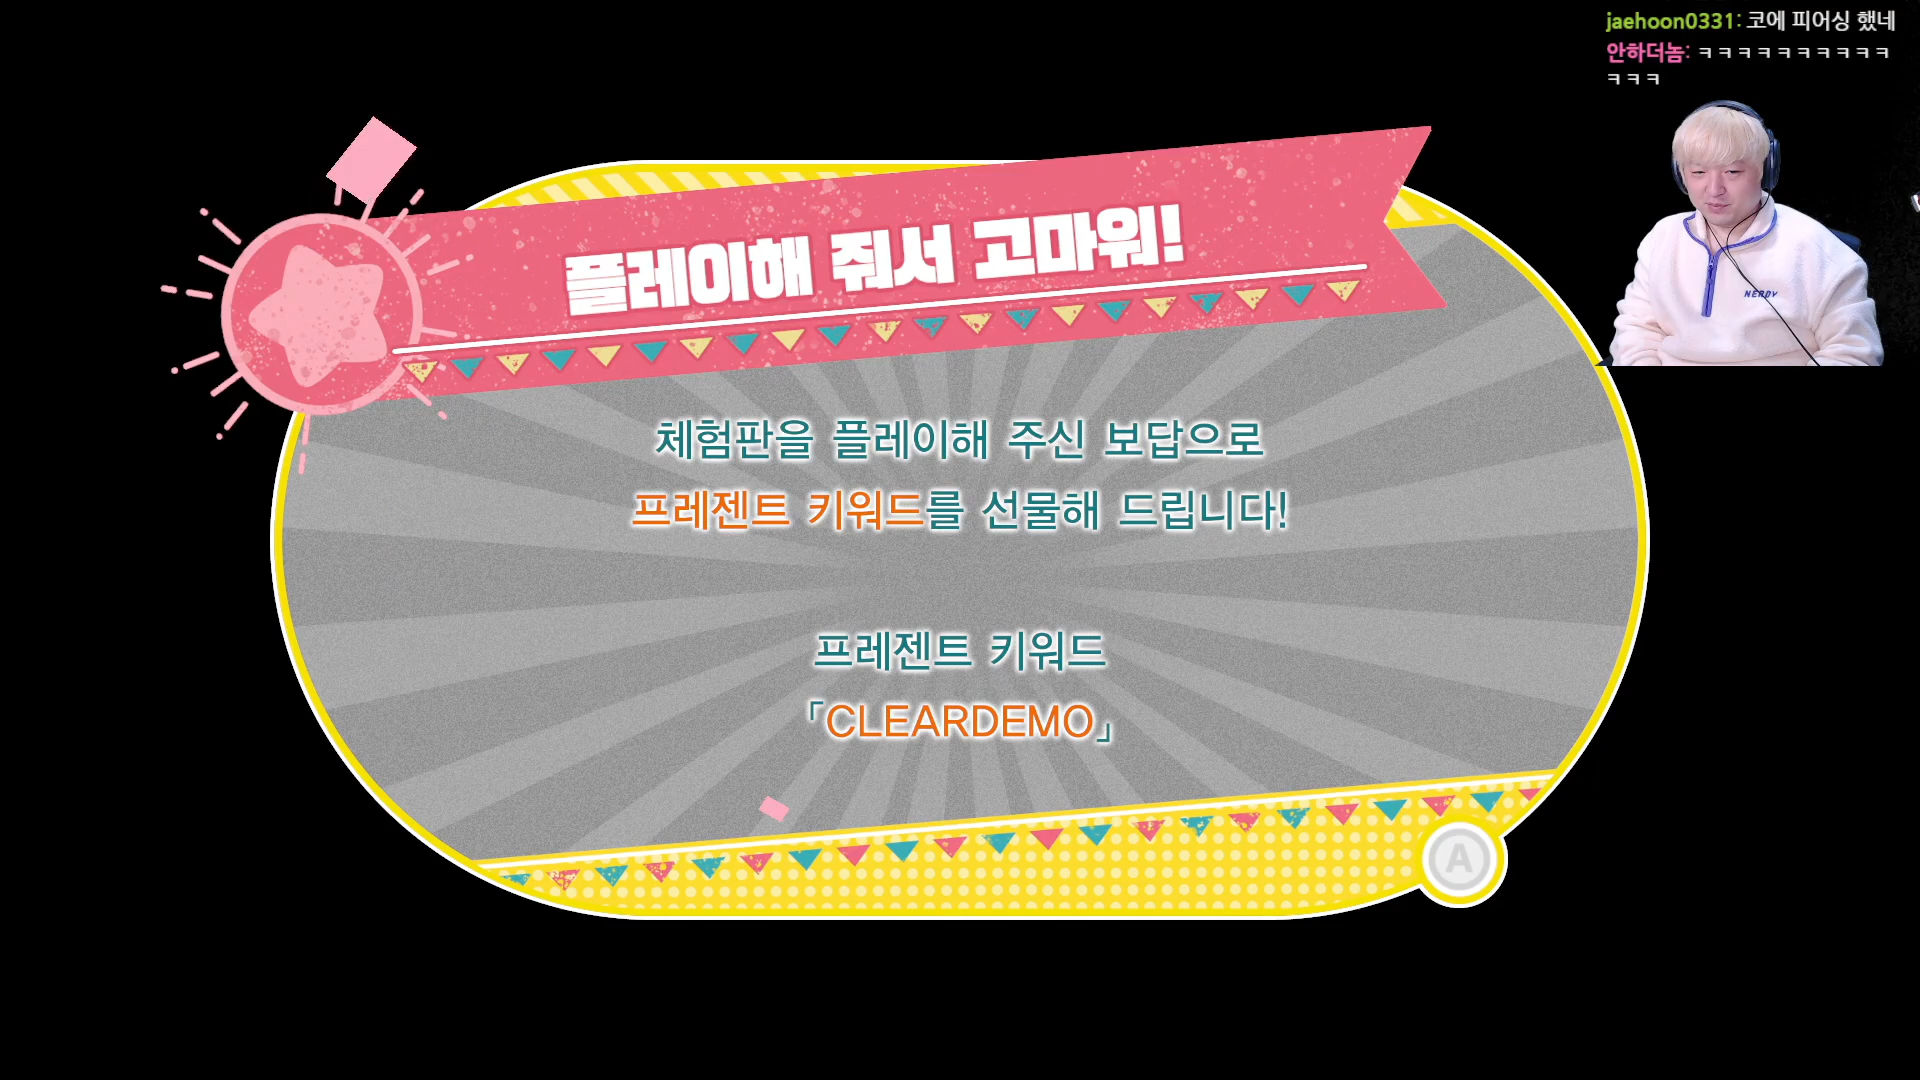 jaehoon0331: 코에 피어싱 했네
안하더놈: ㅋㅋㅋㅋㅋㅋㅋㅋㅋㅋ
ㅋㅋㅋ
플레이해 줘서 고마워!
체험판을 플레이해 주신 보답으로
프레젠트 키워드를 선물해 드립니다!
프레젠트 키워드
「CLEARDEMO」
A
NERDY